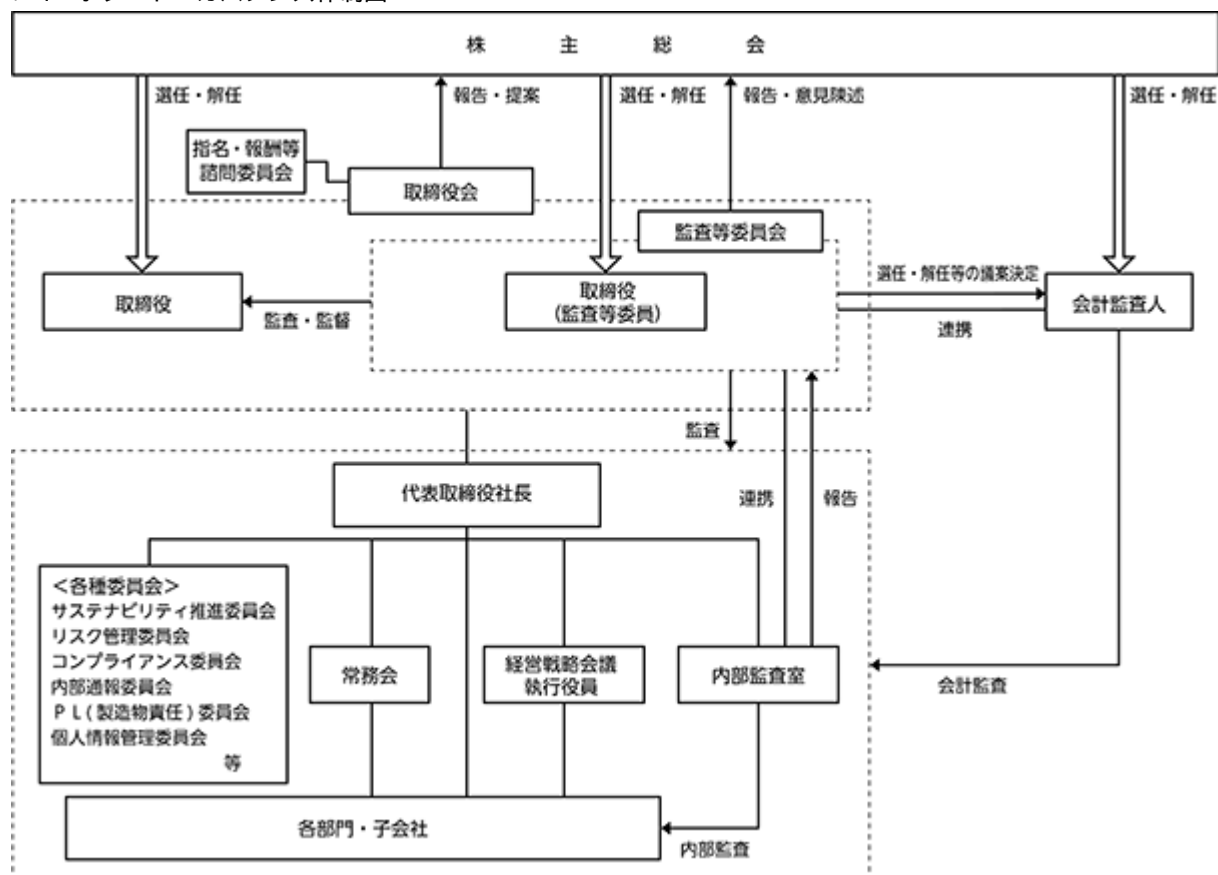 株主総会
選任・解任
報告・提案
選任・解任
報告・意見陳述
選任・解任
指名・報酬等
諮問委員会
取締役会
監査等委員会
取締役
監査・監督
取締役
(監査等委員)
選任・解任等の議案決定
連携
会計監査人
監査
代表取締役社長
連携
報告
<各種委員会>
サステナビリティ推進委員会
リスク管理委員会
コンプライアンス委員会
内部通報委員会
PL(製造物責任)委員会
個人情報管理委員会
等
常務会
経営戦略会議
執行役員
内部監査室
会計監査
各部門・子会社
内部監査